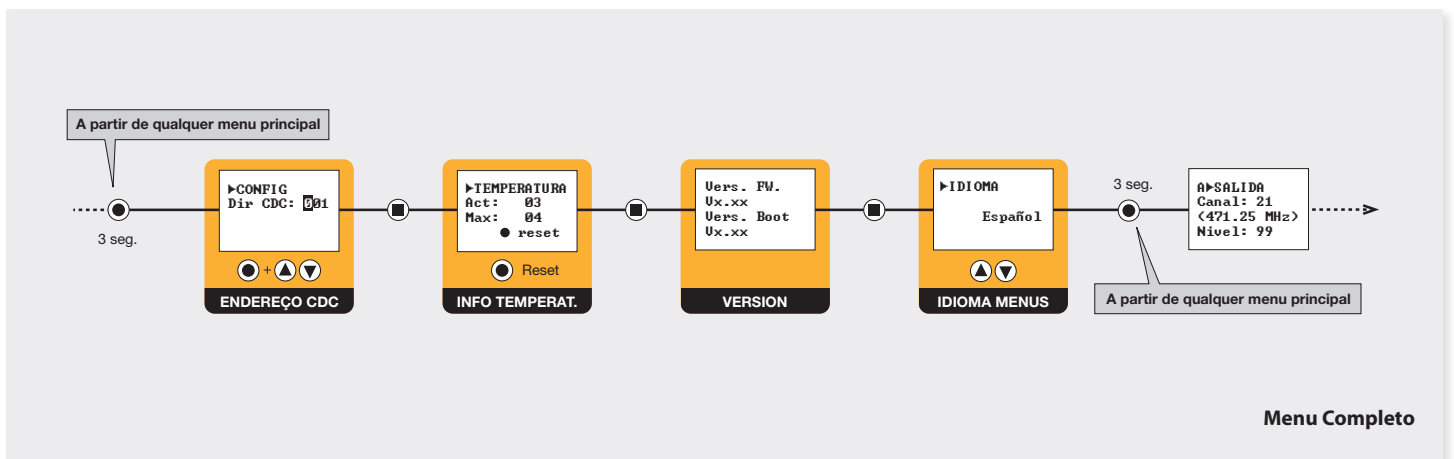 A partir de qualquer menu principal
3 seg.
►CONFIG
Dir CDC: 001
+
ENDEREÇO CDC
►TEMPERATURA
Act: 03
Max: 04
● reset
Reset
INFO TEMPERAT.
Vers. FW.
Vx.xx
Vers. Boot
Vx.xx
VERSION
►IDIOMA
Español
IDIOMA MENUS
3 seg.
A partir de qualquer menu principal
A►SALIDA
Canal: 21
(471.25 MHz)
Nivel: 99
Menu Completo